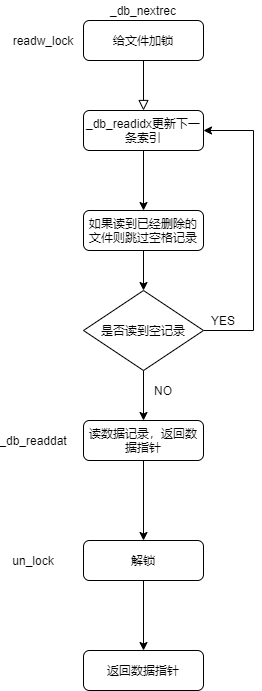 _db_nextrec
readw_lock
给文件加锁
_db_readidx更新下一
条索引
如果读到已经删除的
文件则跳过空格记录
是否读到空记录
YES
NO
_db_readdat
读数据记录，返回数
据指针
un_lock
解锁
返回数据指针